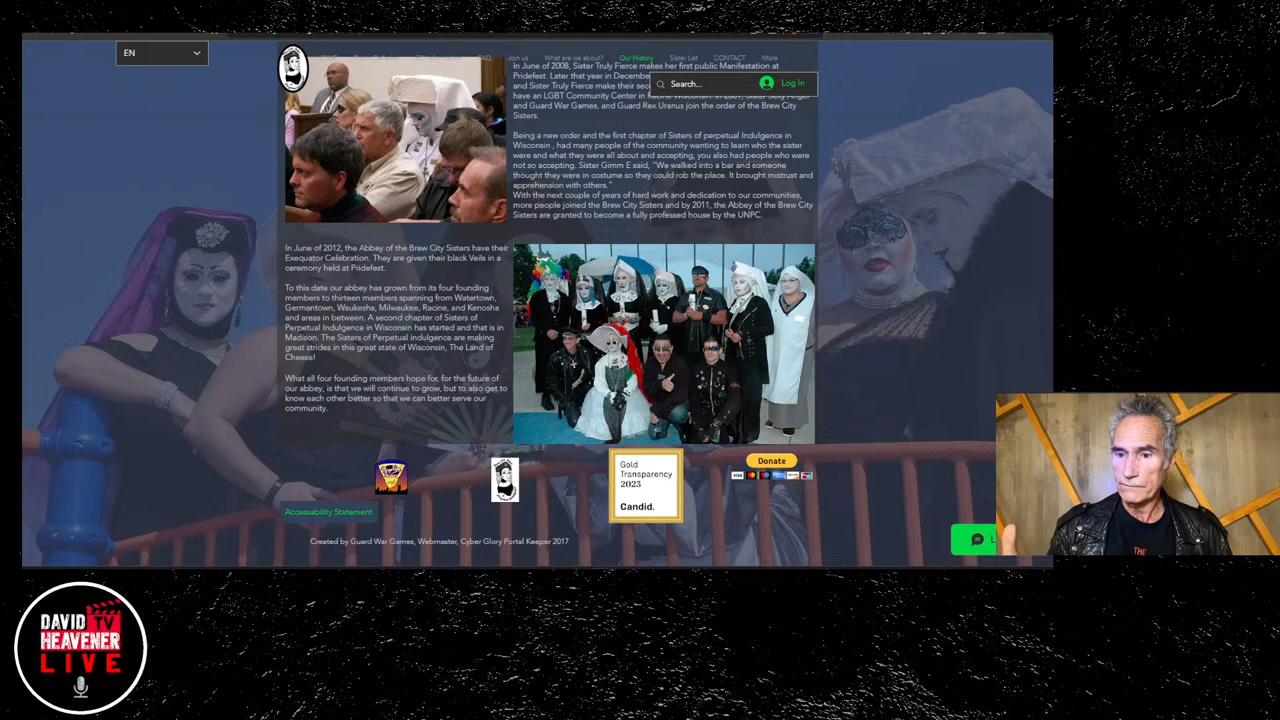 EN
FAQ
Join us
What are we about?
Our History
Sister List
CONTACT
More
Search...
Log In
In June of 2008, Sister Truly Fierce makes her first public Manifestation at
Pridefest. Later that year in December
and Sister Truly Fierce make their
have an LGBT Community Center in
and Guard War Games, and Guard Rex Uranus join the order of the Brew City
Sisters.
Being a new order and the first chapter of Sisters of perpetual Indulgence in
Wisconsin , had many people of the community wanting to learn who the sister
were and what they were all about and accepting, you also had people who were
not so accepting. Sister Gimm E said, "We walked into a bar and someone
thought they were in costume so they could rob the place. It brought mistrust and
apprehension with others."
With the next couple of years of hard work and dedication to our communities,
more people joined the Brew City Sisters and by 2011, the Abbey of the Brew City
Sisters are granted to become a fully professed house by the UNPC.
In June of 2012, the Abbey of the Brew City Sisters have their
Exequator Celebration. They are given their black Veils in a
ceremony held at Pridefest.
To this date our abbey has grown from its four founding
members to thirteen members spanning from Watertown,
Germantown, Waukesha, Milwaukee, Racine, and Kenosha
and areas in between. A second chapter of Sisters of
Perpetual Indulgence in Wisconsin has started and that is in
Madison. The Sisters of Perpetual indulgence are making
great strides in this great state of Wisconsin, The Land of
Cheese!
What all four founding members hope for, for the future of
our abbey, is that we will continue to grow, but to also get to
know each other better so that we can better serve our
community.
Gold
Transparency
2023
Candid.
Donate
VISA
Accessability Statement
Created by Guard War Games, Webmaster, Cyber Glory Portal Keeper 2017
L
THE
DAVID TV
HEAVENER
LIVE